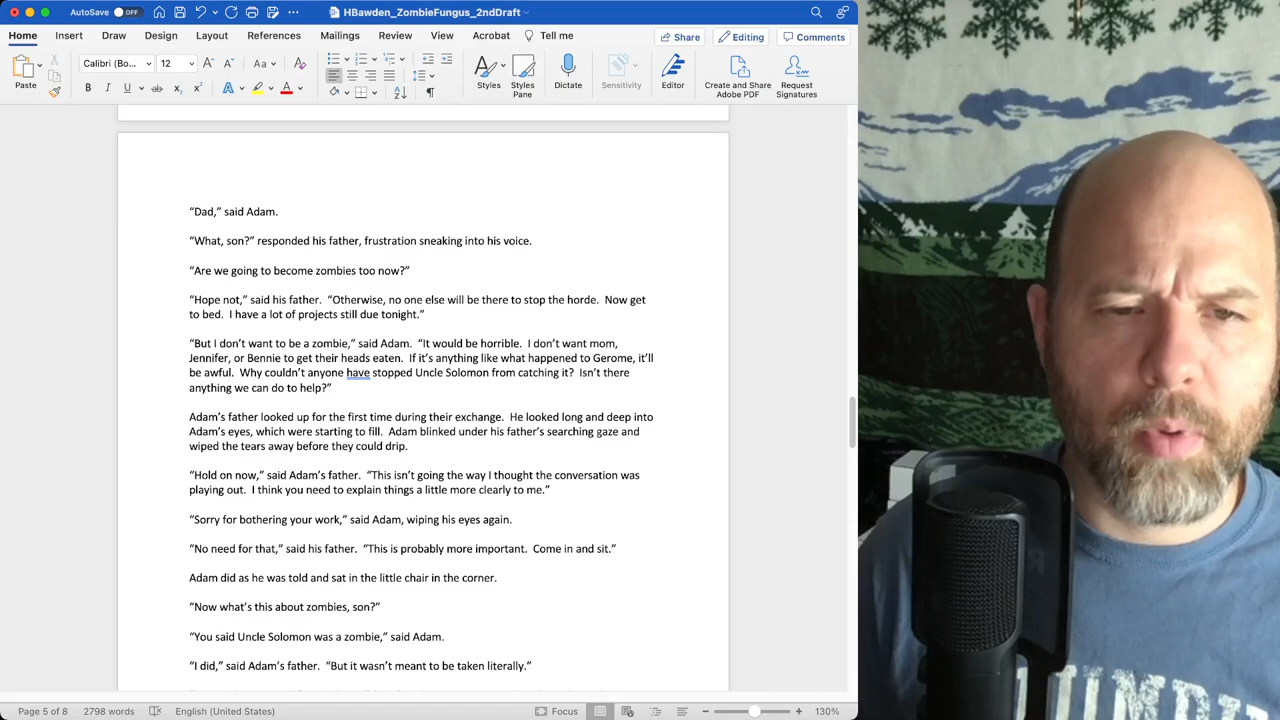 AutoSave OFF
HBawden_ZombieFungus_2ndDraft
Home Insert Draw Design Layout References Mailings Review View Acrobat Tell me
Share Editing Comments
Paste
Calibri (Bo... 12
Styles
Styles Pane
Dictate
Sensitivity
Editor
Create and Share Adobe PDF
Request Signatures
“Dad,” said Adam.
“What, son?” responded his father, frustration sneaking into his voice.
“Are we going to become zombies too now?”
“Hope not,” said his father.  “Otherwise, no one else will be there to stop the horde.  Now get
to bed.  I have a lot of projects still due tonight.”
“But I don’t want to be a zombie,” said Adam.  “It would be horrible.  I don’t want mom,
Jennifer, or Bennie to get their heads eaten.  If it’s anything like what happened to Gerome, it’ll
be awful.  Why couldn’t anyone have stopped Uncle Solomon from catching it?  Isn’t there
anything we can do to help?”
Adam’s father looked up for the first time during their exchange.  He looked long and deep into
Adam’s eyes, which were starting to fill.  Adam blinked under his father’s searching gaze and
wiped the tears away before they could drip.
“Hold on now,” said Adam’s father.  “This isn’t going the way I thought the conversation was
playing out.  I think you need to explain things a little more clearly to me.”
“Sorry for bothering your work,” said Adam, wiping his eyes again.
“No need for that,” said his father.  “This is probably more important.  Come in and sit.”
Adam did as he was told and sat in the little chair in the corner.
“Now what’s this about zombies, son?”
“You said Uncle Solomon was a zombie,” said Adam.
“I did,” said Adam’s father.  “But it wasn’t meant to be taken literally.”
Page 5 of 8 2798 words English (United States) Focus 130%